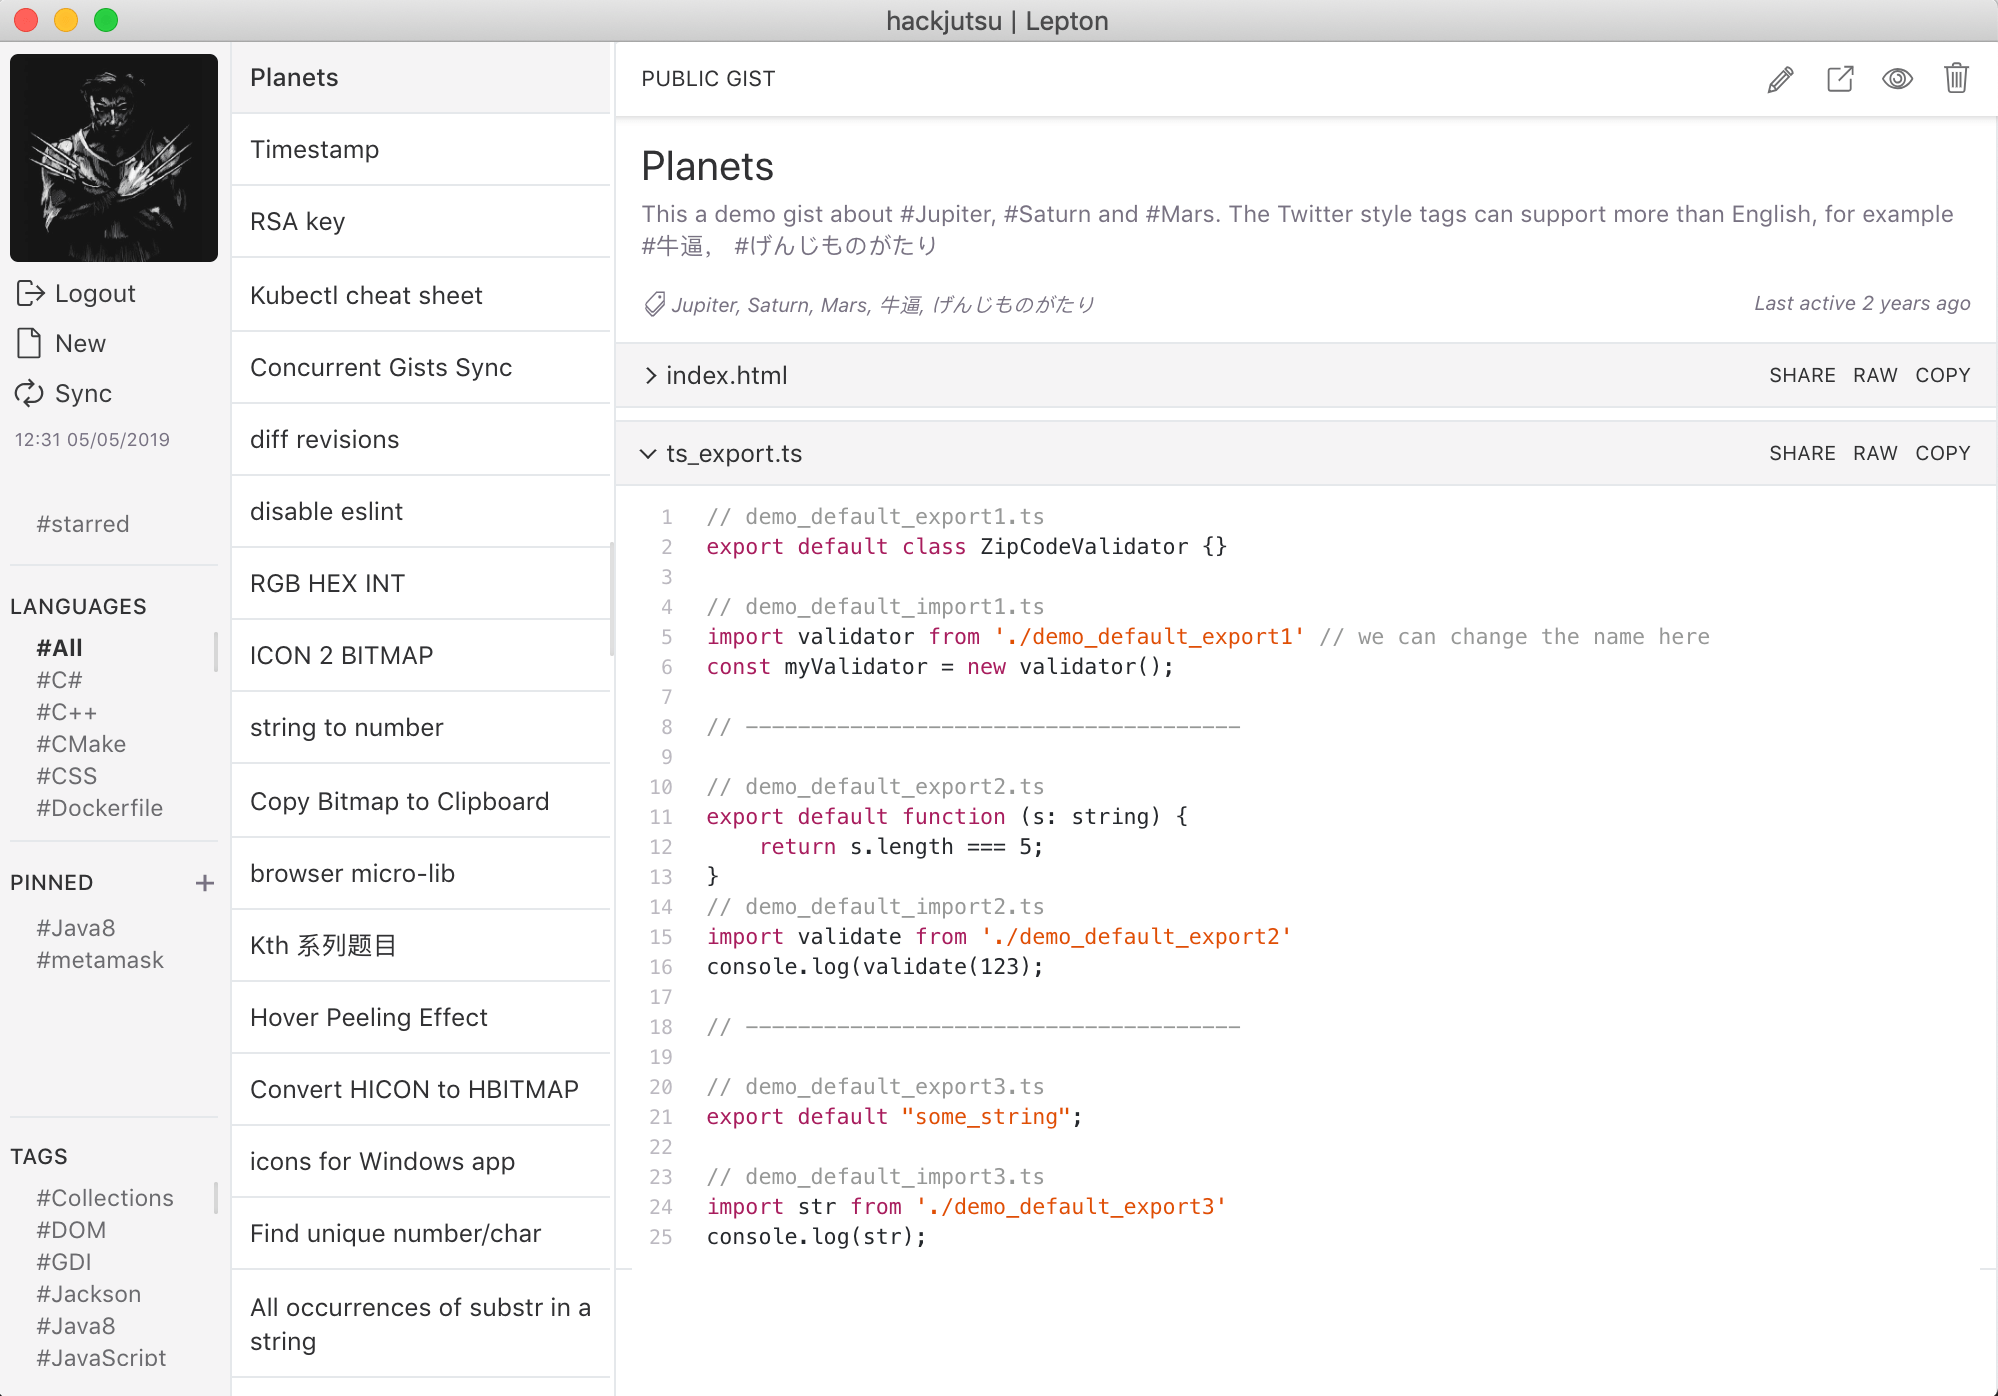 hackjutsu | Lepton
Logout
New
Sync
12:31 05/05/2019
#starred
LANGUAGES
#All
#C#
#C++
#CMake
#CSS
#Dockerfile
PINNED +
#Java8
#metamask
TAGS
#Collections
#DOM
#GDI
#Jackson
#Java8
#JavaScript
Planets
Timestamp
RSA key
Kubectl cheat sheet
Concurrent Gists Sync
diff revisions
disable eslint
RGB HEX INT
ICON 2 BITMAP
string to number
Copy Bitmap to Clipboard
browser micro-lib
Kth 系列题目
Hover Peeling Effect
Convert HICON to HBITMAP
icons for Windows app
Find unique number/char
All occurrences of substr in a
string
PUBLIC GIST
Planets
This a demo gist about #Jupiter, #Saturn and #Mars. The Twitter style tags can support more than English, for example
#牛逼， #げんじものがたり
Jupiter, Saturn, Mars, 牛逼, げんじものがたり
Last active 2 years ago
index.html SHARE RAW COPY
ts_export.ts SHARE RAW COPY
1 // demo_default_export1.ts
2 export default class ZipCodeValidator {}
3
4 // demo_default_import1.ts
5 import validator from './demo_default_export1' // we can change the name here
6 const myValidator = new validator();
7
8 // --------------------------------------
9
10 // demo_default_export2.ts
11 export default function (s: string) {
12     return s.length === 5;
13 }
14 // demo_default_import2.ts
15 import validate from './demo_default_export2'
16 console.log(validate(123);
17
18 // --------------------------------------
19
20 // demo_default_export3.ts
21 export default "some_string";
22
23 // demo_default_import3.ts
24 import str from './demo_default_export3'
25 console.log(str);